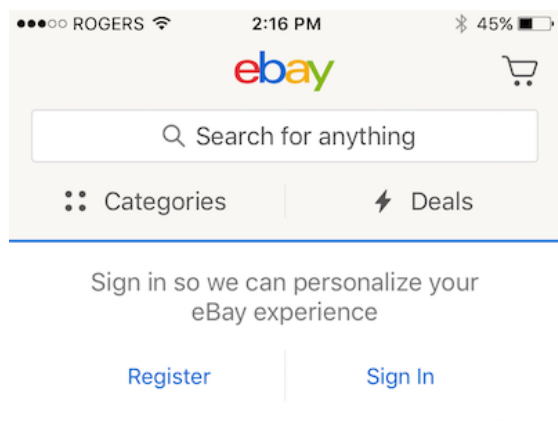 ROGERS 2:16 PM 45%
ebay
Search for anything
Categories Deals
Sign in so we can personalize your
eBay experience
Register Sign In